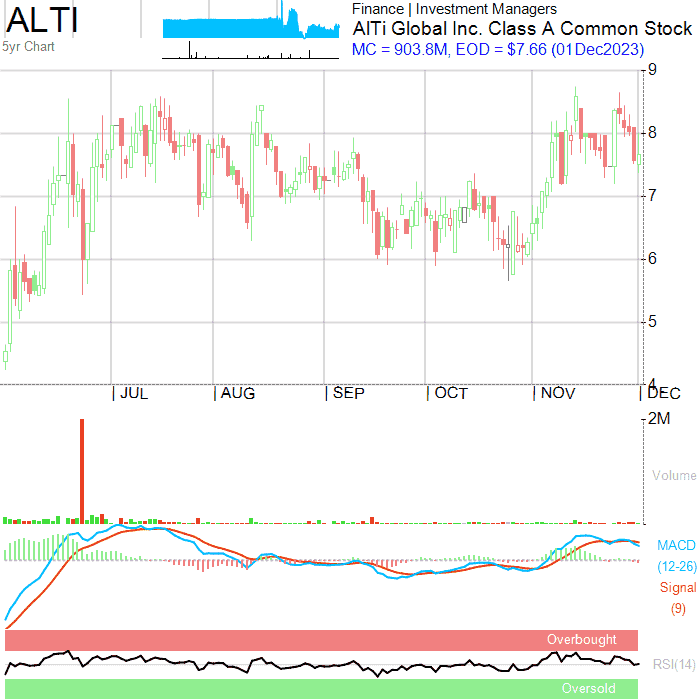 ALTI
5yr Chart
Finance | Investment Managers
AlTi Global Inc. Class A Common Stock
MC = 903.8M, EOD = $7.66 (01Dec2023)
9
8
7
6
5
4
JUL AUG SEP OCT NOV DEC
2M
Volume
MACD
(12-26)
Signal
(9)
Overbought
RSI(14)
Oversold